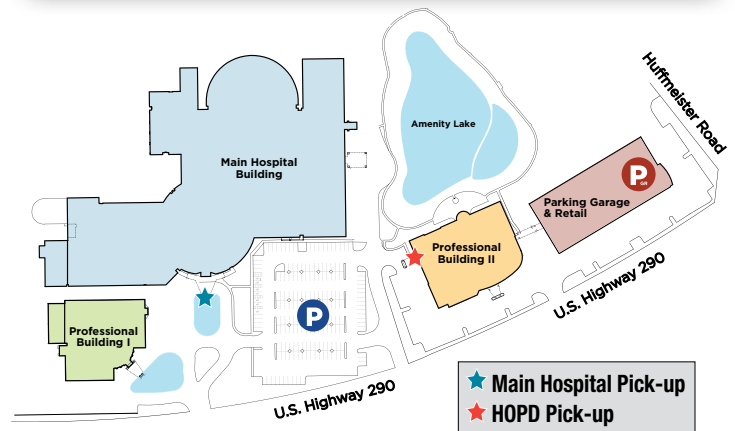 Huffmeister Road
Amenity Lake
Main Hospital
Building
P
GR
Parking Garage
& Retail
Professional
Building II
U.S. Highway 290
P
Professional
Building I
U.S. Highway 290
Main Hospital Pick-up
HOPD Pick-up